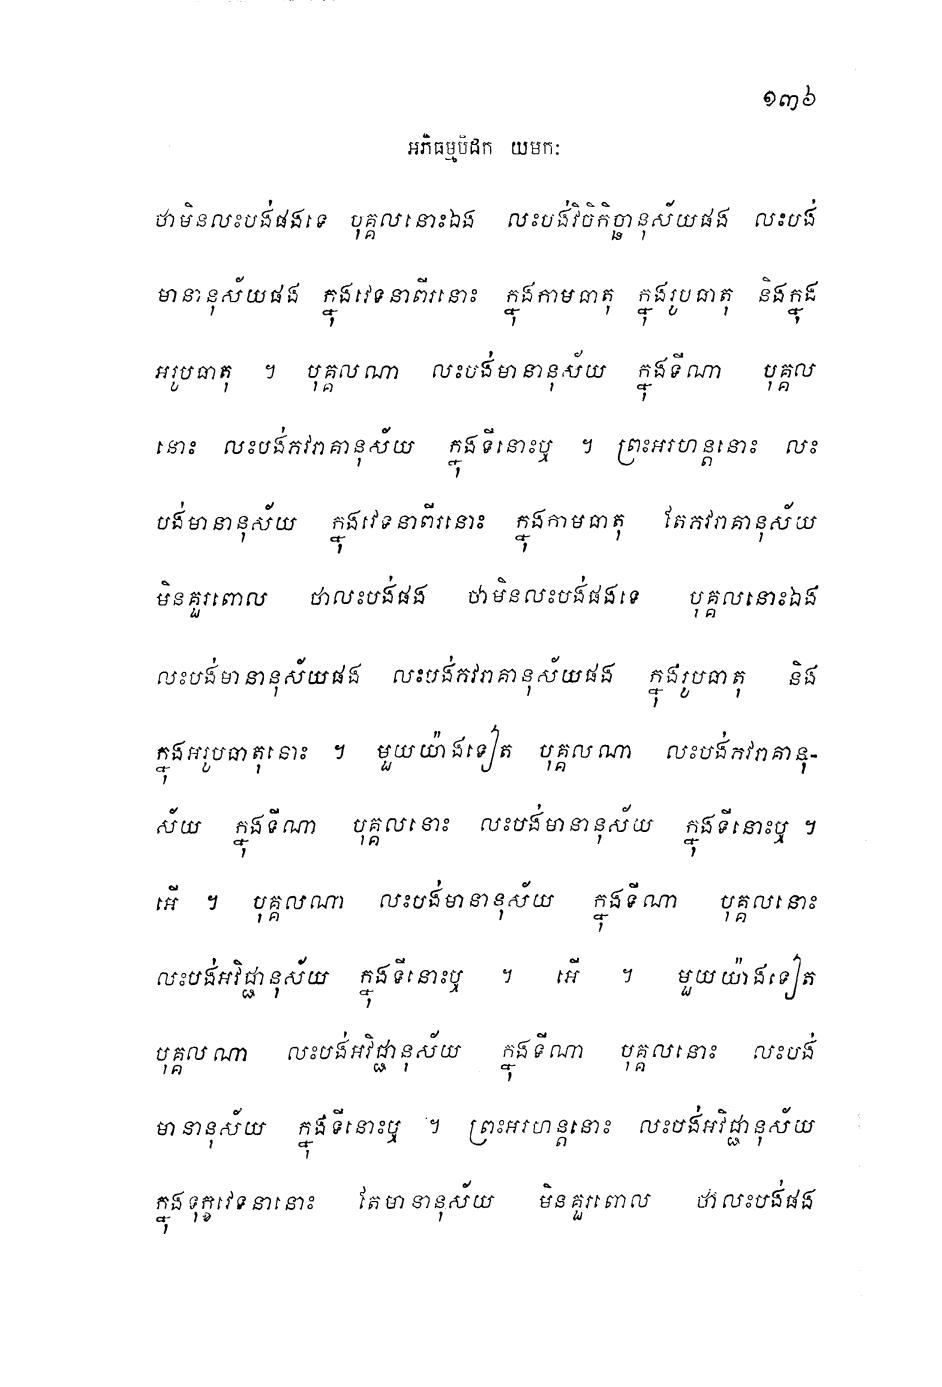 ១៣៦
អភិធម្មបិដក យមកៈ
ថាមិនលះបង់ផងទេ បុគ្គលនោះឯង លះបង់វិចិកិច្ឆានុស័យផង លះបង់
មានានុស័យផង ក្នុងវេទនាពីរនោះ ក្នុងកាមធាតុ ក្នុងរូបធាតុ និងក្នុង
អរូបធាតុ ។ បុគ្គលណា លះបង់មានានុស័យ ក្នុងទីណា បុគ្គល
នោះ លះបង់ភវរាគានុស័យ ក្នុងទីនោះឬ ។ ព្រះអរហន្តនោះ លះ
បង់មានានុស័យ ក្នុងវេទនាពីរនោះ ក្នុងកាមធាតុ តែភវរាគានុស័យ
មិនគួរពោល ថាលះបង់ផង ថាមិនលះបង់ផងទេ បុគ្គលនោះឯង
លះបង់មានានុស័យផង លះបង់ភវរាគានុស័យផង ក្នុងរូបធាតុ និង
ក្នុងអរូបធាតុនោះ ។ មួយយ៉ាងទៀត បុគ្គលណា លះបង់ភវរាគានុ-
ស័យ ក្នុងទីណា បុគ្គលនោះ លះបង់មានានុស័យ ក្នុងទីនោះឬ ។
អើ ។ បុគ្គលណា លះបង់មានានុស័យ ក្នុងទីណា បុគ្គលនោះ
លះបង់អវិជ្ជានុស័យ ក្នុងទីនោះឬ ។ អើ ។ មួយយ៉ាងទៀត
បុគ្គលណា លះបង់អវិជ្ជានុស័យ ក្នុងទីណា បុគ្គលនោះ លះបង់
មានានុស័យ ក្នុងទីនោះឬ ។ ព្រះអរហន្តនោះ លះបង់អវិជ្ជានុស័យ
ក្នុងទុក្ខវេទនានោះ តែមានានុស័យ មិនគួរពោល ថាលះបង់ផង